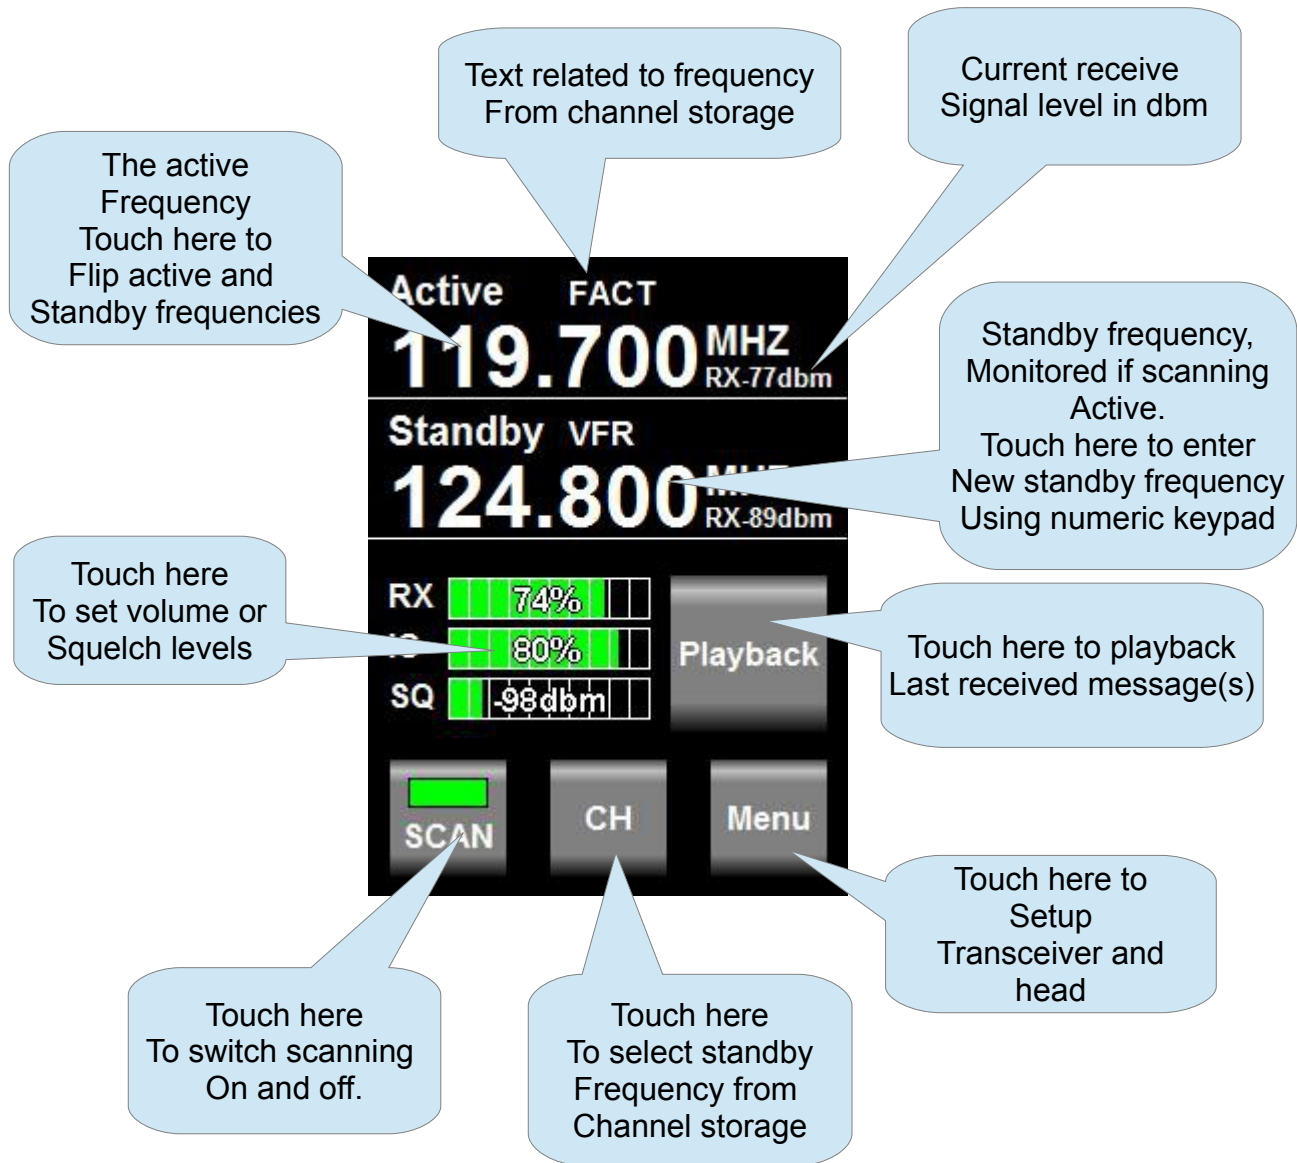 Text related to frequency
From channel storage
Current receive
Signal level in dbm
The active
Frequency
Touch here to
Flip active and
Standby frequencies
Active FACT
119.700 MHZ
RX-77dbm
Standby frequency,
Monitored if scanning
Active.
Touch here to enter
New standby frequency
Using numeric keypad
Standby VFR
124.800
RX-89dbm
Touch here
To set volume or
Squelch levels
RX 74%
80%
SQ -98dbm
Playback
Touch here to playback
Last received message(s)
SCAN
CH
Menu
Touch here to
Setup
Transceiver and
head
Touch here
To switch scanning
On and off.
Touch here
To select standby
Frequency from
Channel storage